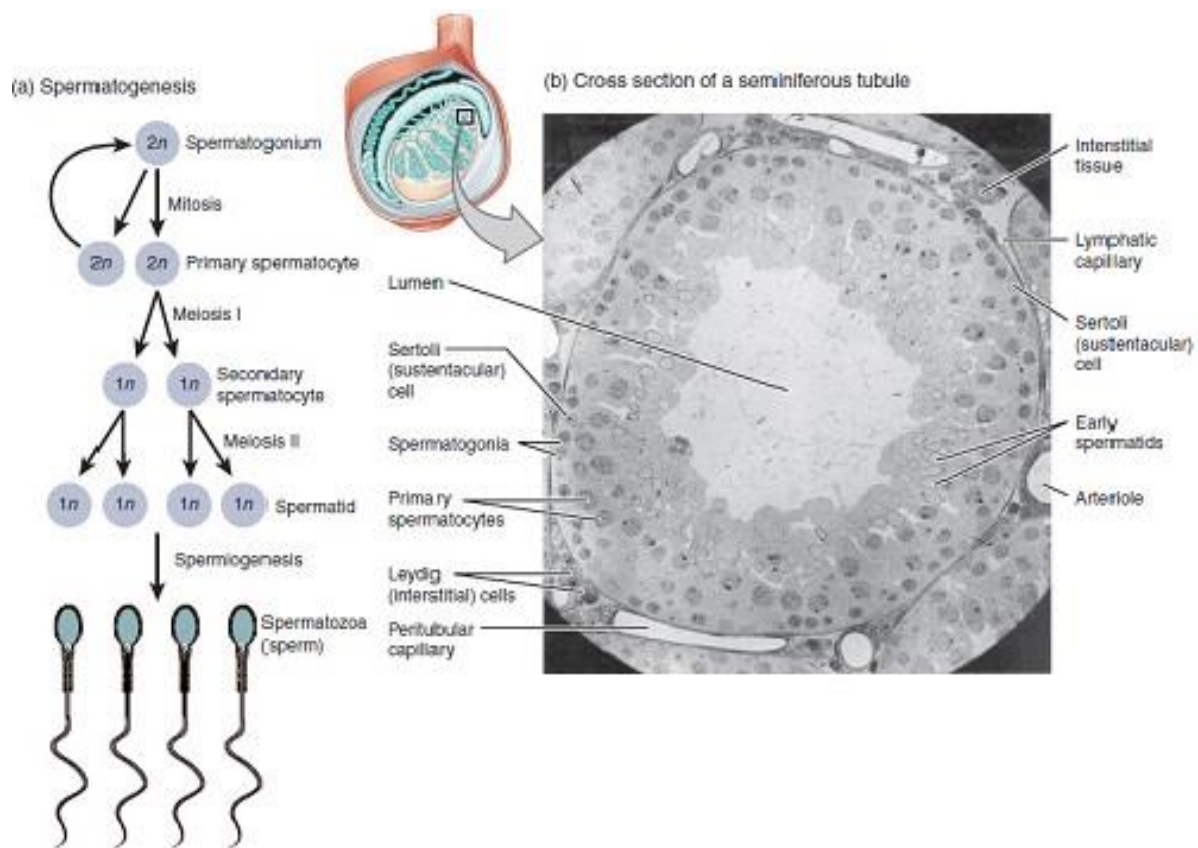 (a) Spermatogenesis
2n
Spermatogonium
Mitosis
2n
2n
Primary spermatocyte
Meiosis I
1n
1n
Secondary
spermatocyte
Meiosis II
1n
1n
1n
1n
Spermatid
Spermiogenesis
Spermatozoa
(sperm)
(b) Cross section of a seminiferous tubule
Lumen
Sertoli
(sustentacular)
cell
Spermatogonia
Primary
spermatocytes
Leydig
(interstitial) cells
Peritulbular
capillary
Interstitial
tissue
Lymphatic
capillary
Sertoli
(sustentacular)
cell
Early
spermatids
Arteriole